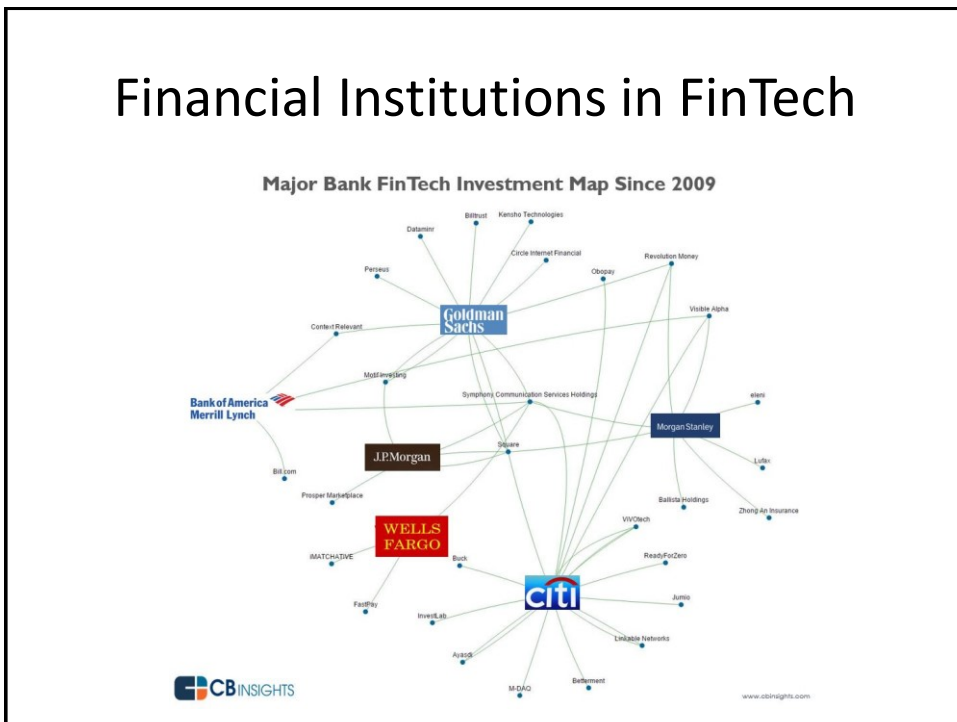 Financial Institutions in FinTech
Major Bank FinTech Investment Map Since 2009
Billtrust
Kensho Technologies
Dataminr
Circle Internet Financial
Revolution Money
Perseus
Obopay
Goldman
Sachs
Visible Alpha
Context Relevant
Motif Investing
Symphony Communication Services Holdings
eleni
Bank of America
Merrill Lynch
Morgan Stanley
Square
J.P.Morgan
Lufax
Bill.com
Prosper Marketplace
Ballista Holdings
Zhong An Insurance
ViVOtech
WELLS
FARGO
IMATCHATIVE
Buck
ReadyForZero
citi
FastPay
InvestLab
Jumio
Linkable Networks
Ayasdi
M-DAQ
Betterment
CBINSIGHTS
www.cbinsights.com